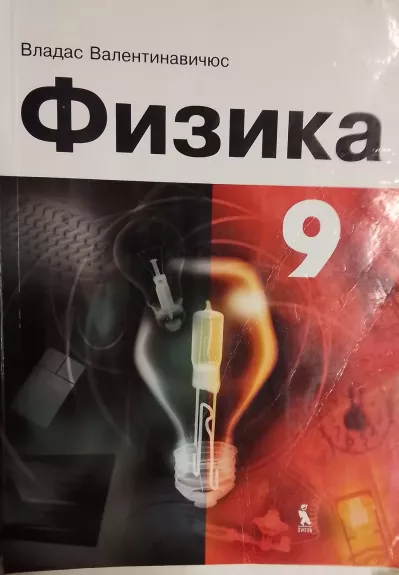 Владас Валентинавичюс
Физика
9